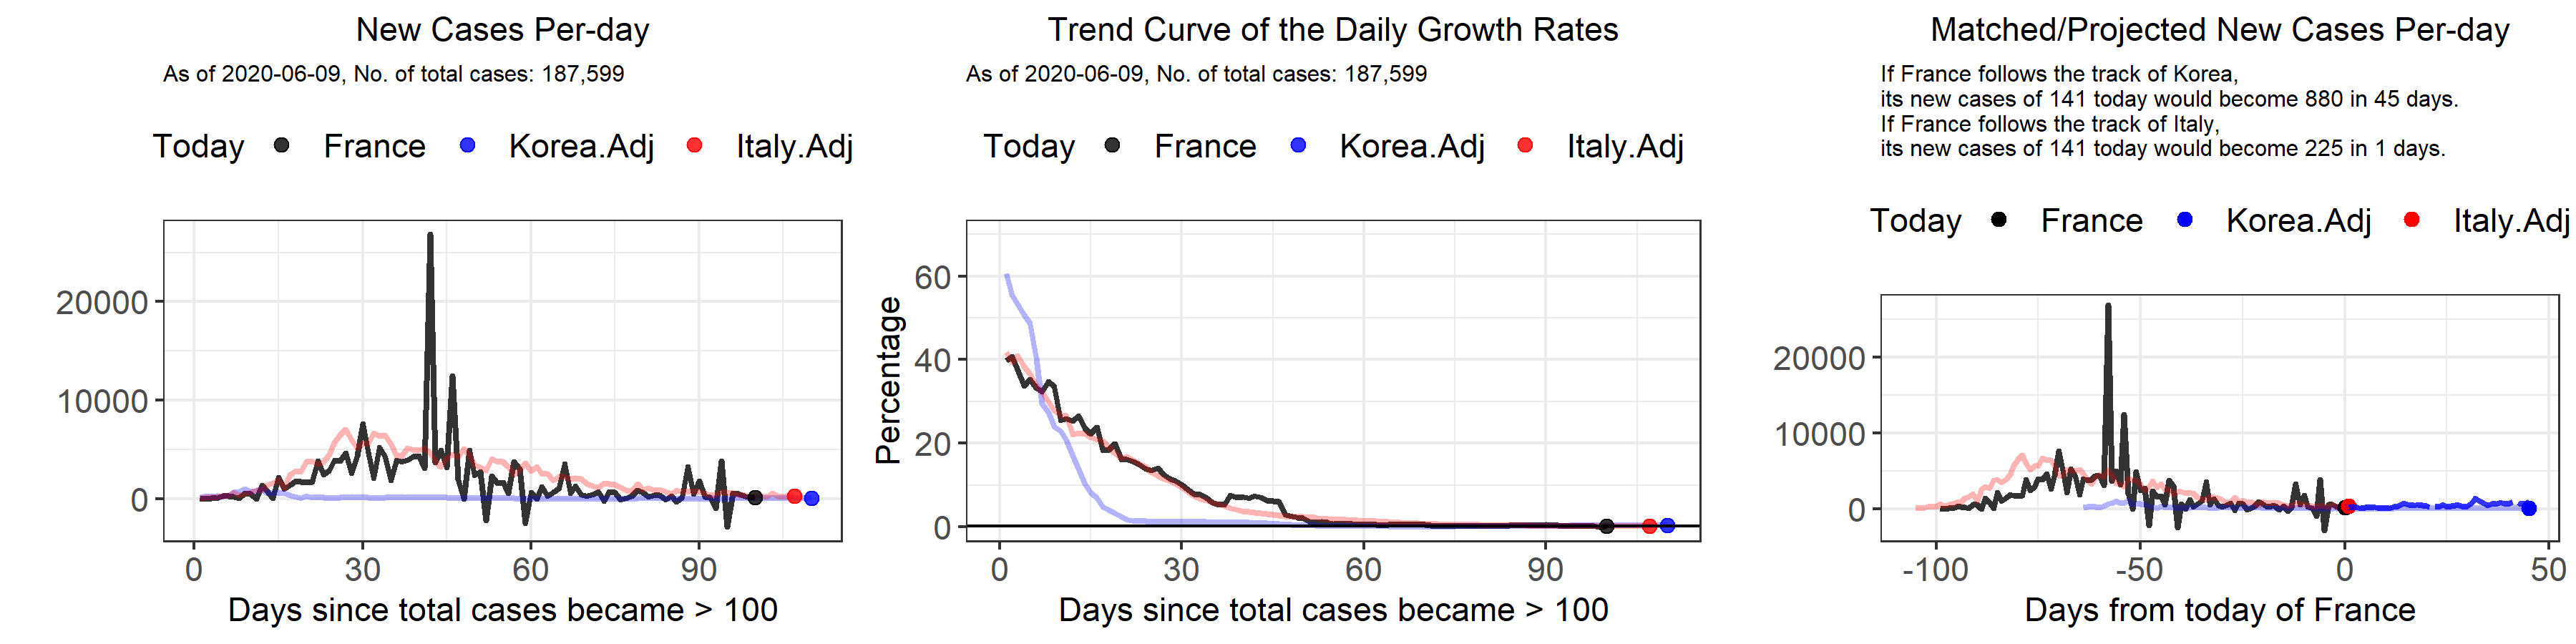 New Cases Per-day
As of 2020-06-09, No. of total cases: 187,599
Today France Korea.Adj Italy.Adj
20000
10000
0
0 30 60 90
Days since total cases became > 100
Trend Curve of the Daily Growth Rates
As of 2020-06-09, No. of total cases: 187,599
Today France Korea.Adj Italy.Adj
Percentage
60
40
20
0
0 30 60 90
Days since total cases became > 100
Matched/Projected New Cases Per-day
If France follows the track of Korea,
its new cases of 141 today would become 880 in 45 days.
If France follows the track of Italy,
its new cases of 141 today would become 225 in 1 days.
Today France Korea.Adj Italy.Adj
20000
10000
0
-100 -50 0 50
Days from today of France